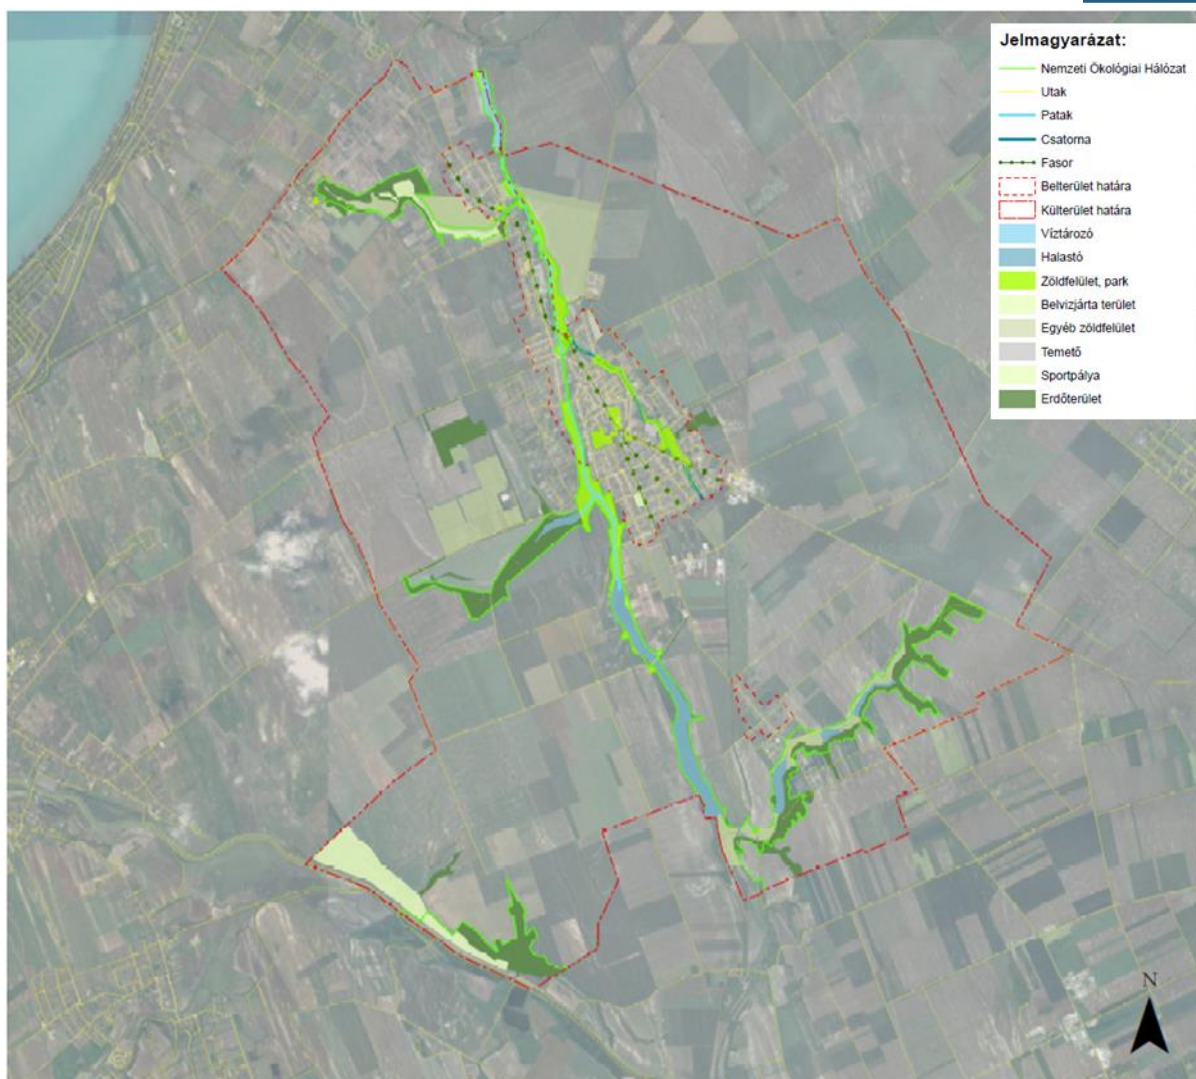 Jelmagyarázat:
Nemzeti Ökológiai Hálózat
Utak
Patak
Csatorna
Fasor
Belterület határa
Külterület határa
Víztározó
Halastó
Zöldfelület, park
Belvizjárta terület
Egyéb zöldfelület
Temető
Sportpálya
Erdőterület
N